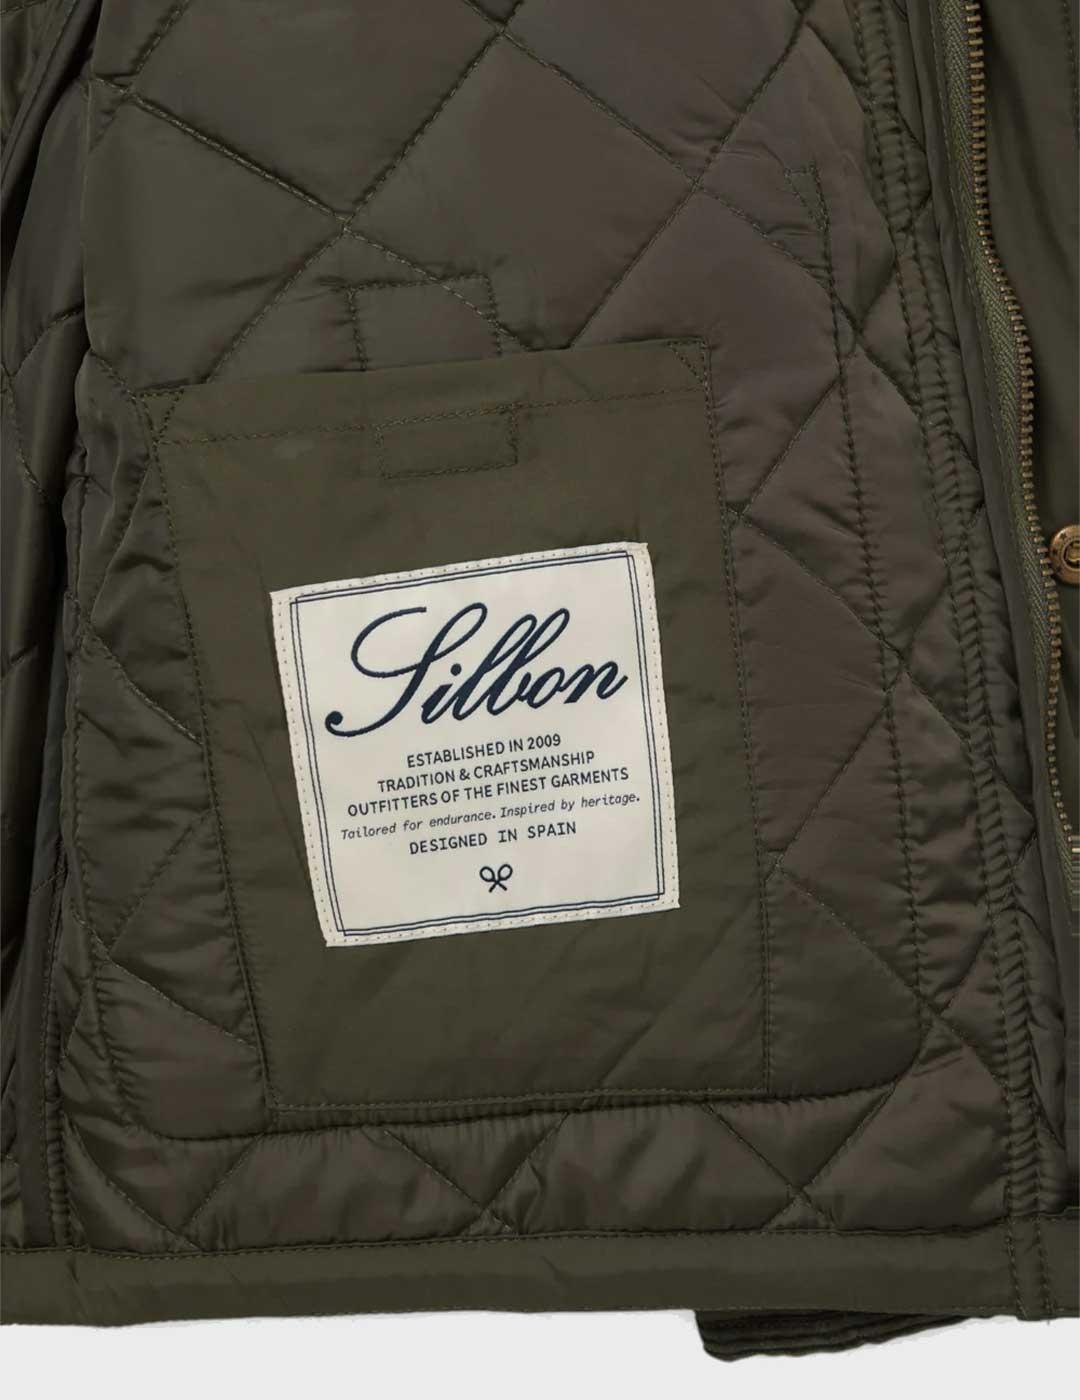 Silbon
ESTABLISHED IN 2009
TRADITION & CRAFTSMANSHIP
OUTFITTERS OF THE FINEST GARMENTS
Tailored for endurance. Inspired by heritage.
DESIGNED IN SPAIN